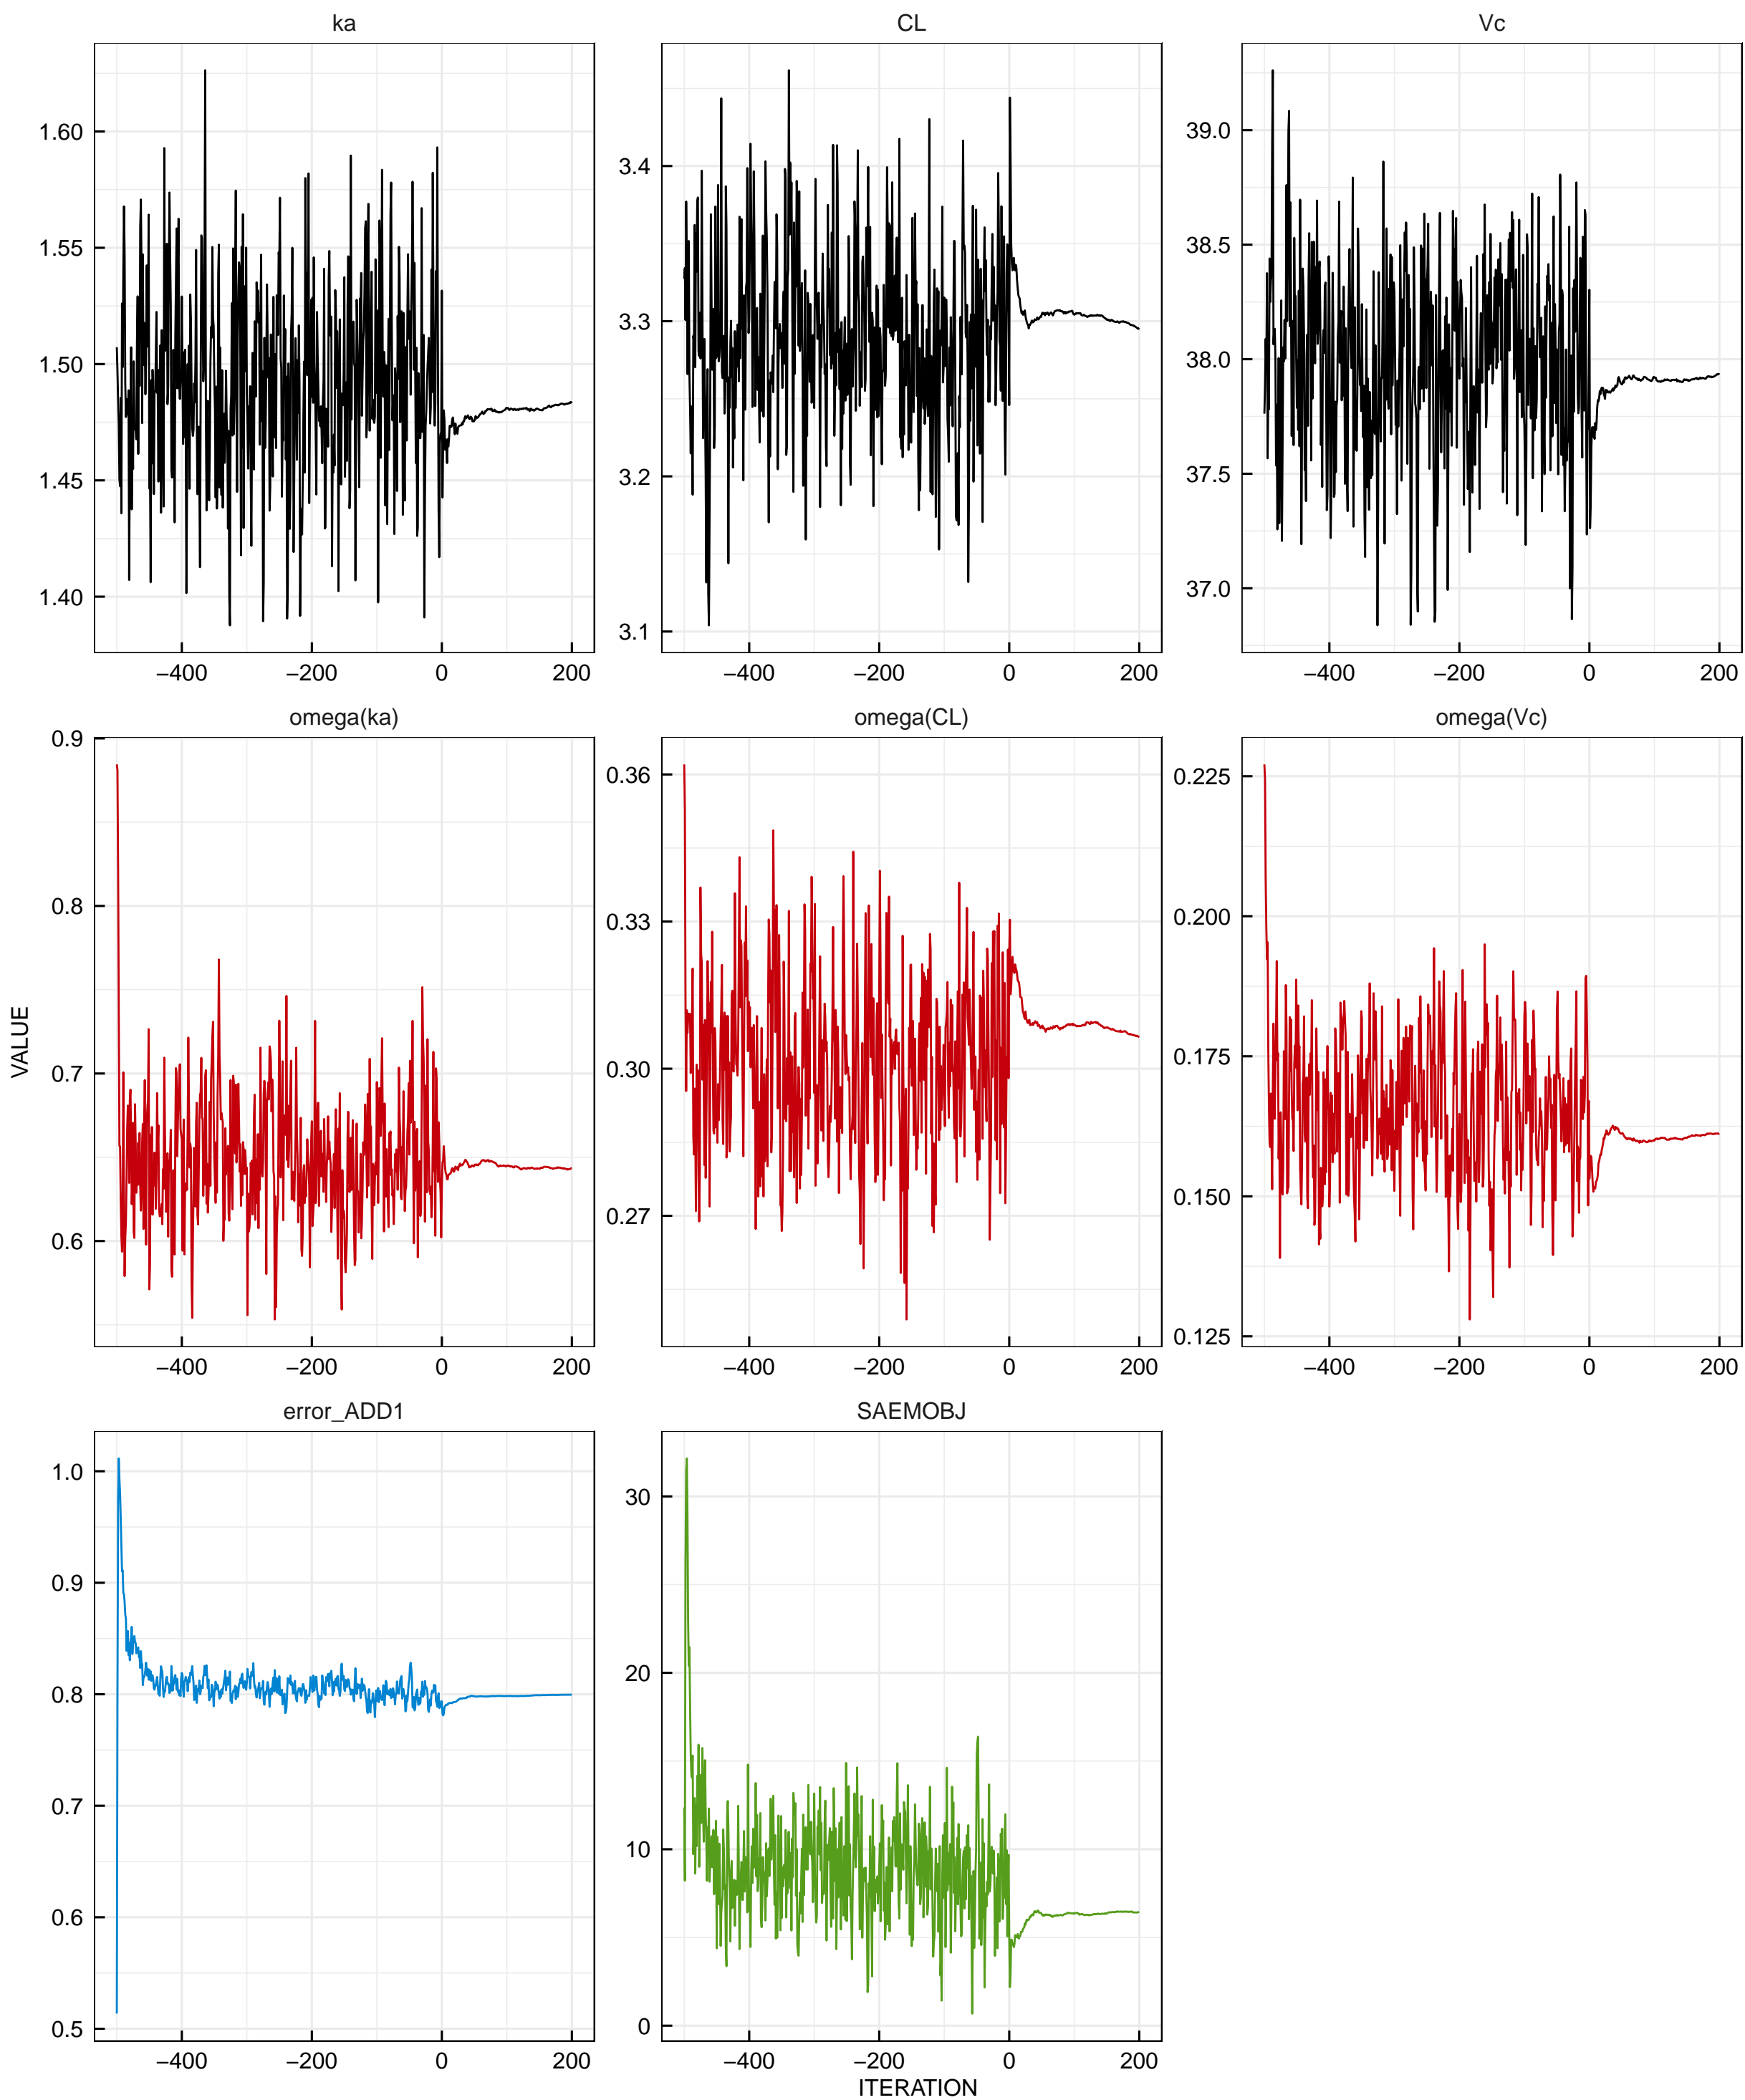 ka CL Vc
1.60 3.4 39.0
1.55 38.5
1.50 3.3 38.0
1.45 3.2 37.5
1.40 3.1 37.0
−400 −200 0 200 −400 −200 0 200 −400 −200 0 200
omega(ka) omega(CL) omega(Vc)
0.9 0.36 0.225
0.8 0.33 0.200
VALUE
0.7 0.30 0.175
0.6 0.27 0.150
0.125
−400 −200 0 200 −400 −200 0 200 −400 −200 0 200
error_ADD1 SAEMOBJ
1.0 30
0.9
0.8 20
0.7 10
0.6
0.5 0
−400 −200 0 200 −400 −200 0 200
ITERATION